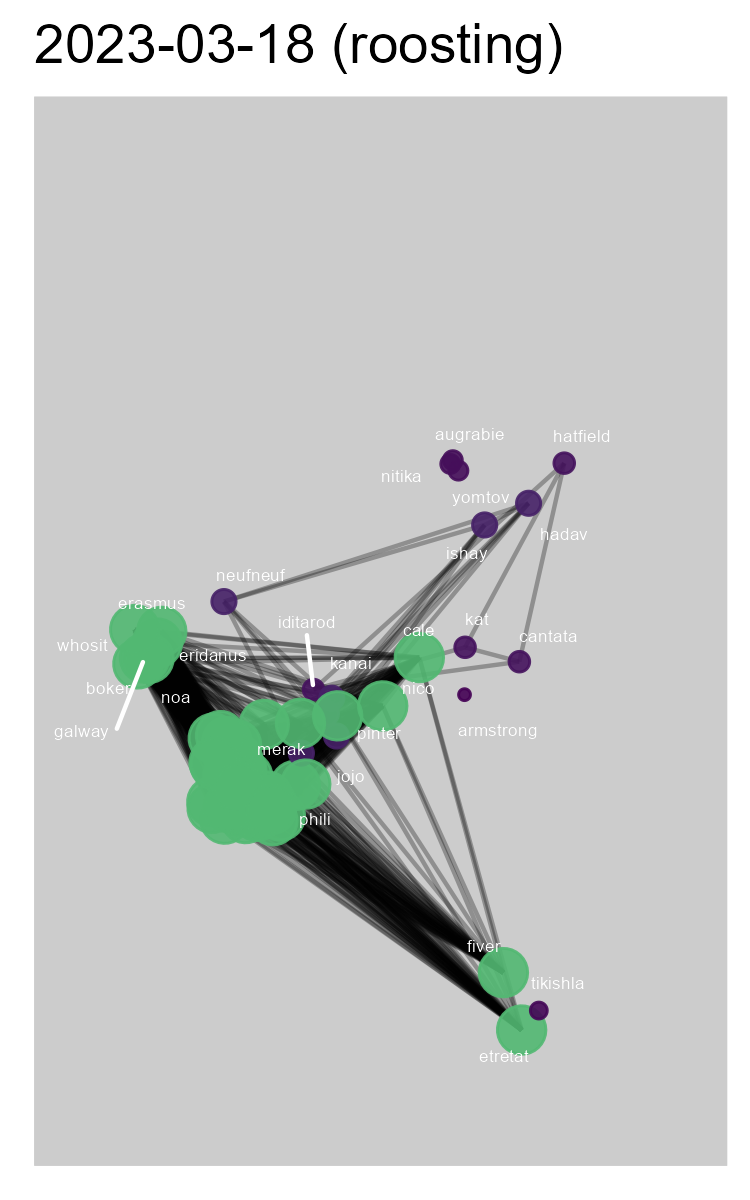 2023-03-18 (roosting)
augrabie
hatfield
nitika
yomtov
hadav
ishay
neufneuf
erasmus
iditarod
kat
cale
cantata
whosit
eridanus
kanai
boker
nico
noa
galway
pinter
armstrong
merak
jojo
phili
fiver
tikishla
etretat